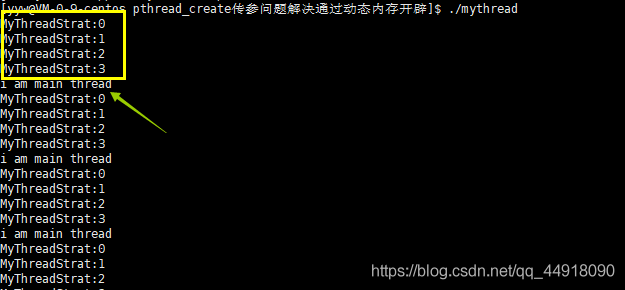 [yyw@VM-0-9-centos pthread_create传参问题解决通过动态内存开辟]$ ./mythread
MyThreadStrat:0
MyThreadStrat:1
MyThreadStrat:2
MyThreadStrat:3
i am main thread
MyThreadStrat:0
MyThreadStrat:1
MyThreadStrat:2
MyThreadStrat:3
i am main thread
MyThreadStrat:0
MyThreadStrat:1
MyThreadStrat:2
MyThreadStrat:3
i am main thread
MyThreadStrat:0
MyThreadStrat:1
MyThreadStrat:2
https://blog.csdn.net/qq_44918090